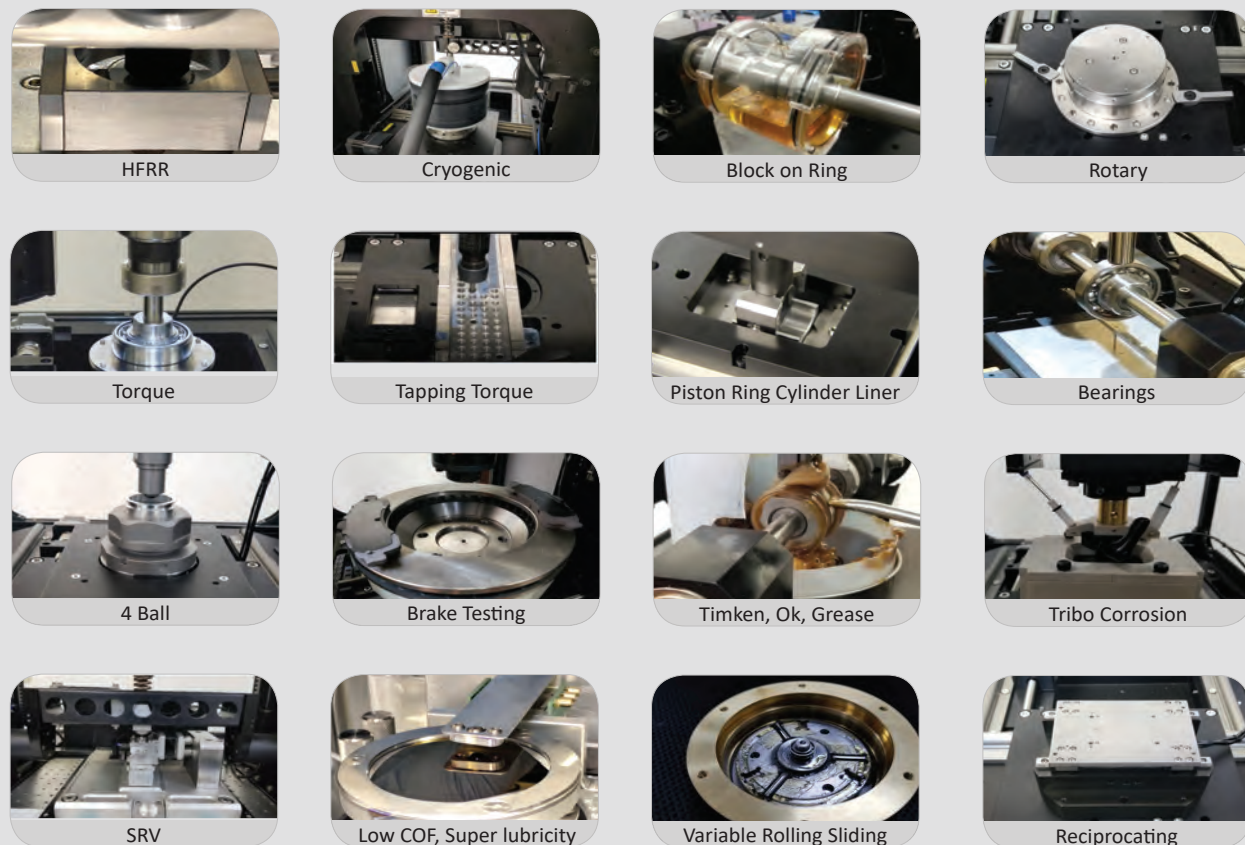 HFRR
Cryogenic
Block on Ring
Rotary
Torque
Tapping Torque
Piston Ring Cylinder Liner
Bearings
4 Ball
Brake Testing
Timken, Ok, Grease
Tribo Corrosion
SRV
Low COF, Super lubricity
Variable Rolling Sliding
Reciprocating